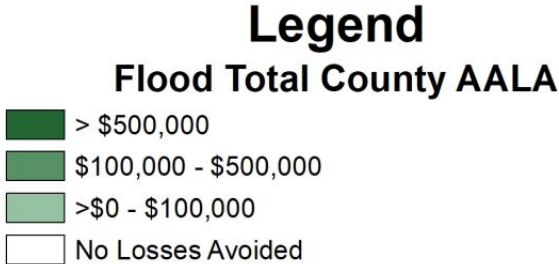 Legend
Flood Total County AALA
> $500,000
$100,000 - $500,000
>$0 - $100,000
No Losses Avoided